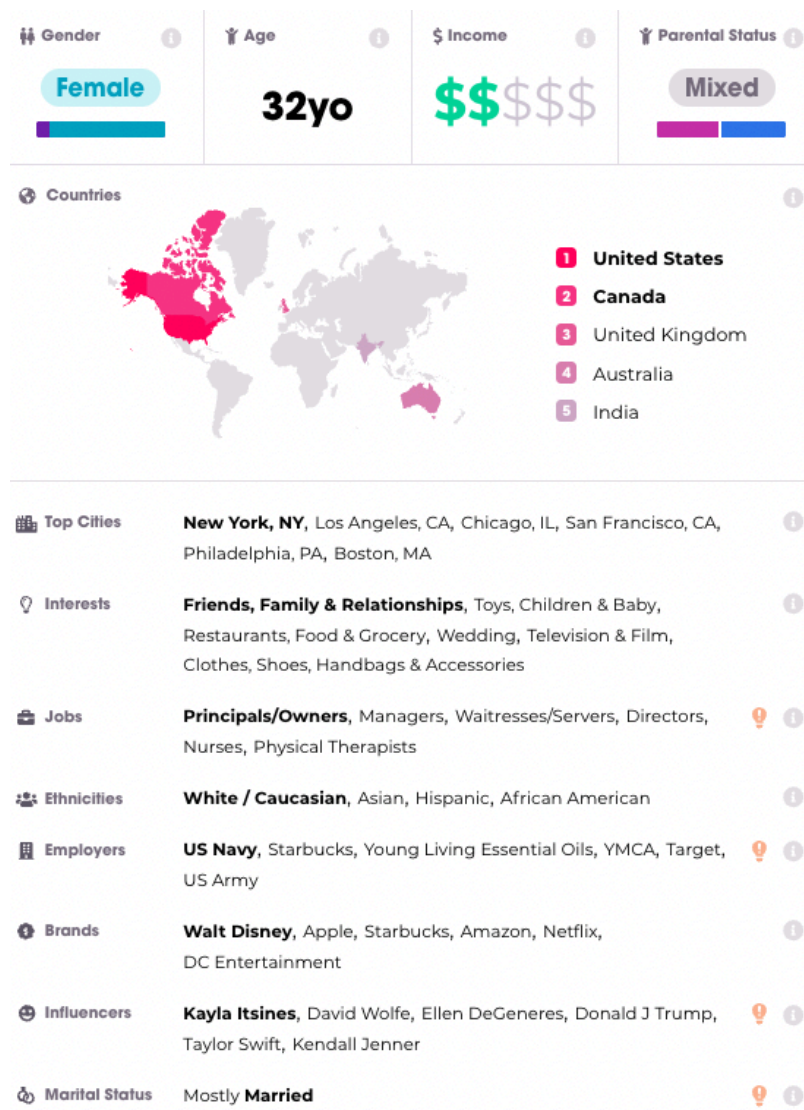 Gender
Age
$ Income
Parental Status
Female
32yo
$$$$$
Mixed
Countries
1 United States
2 Canada
3 United Kingdom
4 Australia
5 India
Top Cities
New York, NY, Los Angeles, CA, Chicago, IL, San Francisco, CA,
Philadelphia, PA, Boston, MA
Interests
Friends, Family & Relationships, Toys, Children & Baby,
Restaurants, Food & Grocery, Wedding, Television & Film,
Clothes, Shoes, Handbags & Accessories
Jobs
Principals/Owners, Managers, Waitresses/Servers, Directors,
Nurses, Physical Therapists
Ethnicities
White / Caucasian, Asian, Hispanic, African American
Employers
US Navy, Starbucks, Young Living Essential Oils, YMCA, Target,
US Army
Brands
Walt Disney, Apple, Starbucks, Amazon, Netflix,
DC Entertainment
Influencers
Kayla Itsines, David Wolfe, Ellen DeGeneres, Donald J Trump,
Taylor Swift, Kendall Jenner
Marital Status
Mostly Married